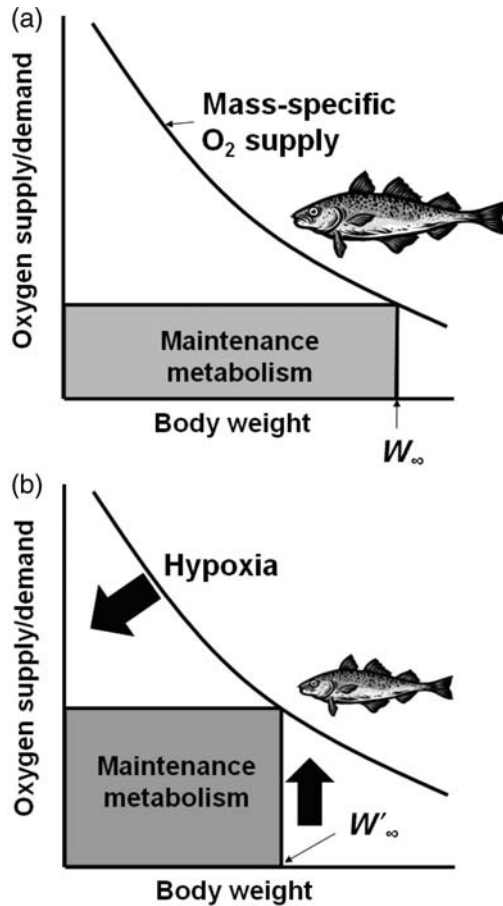 (a)
Oxygen supply/demand
Mass-specific
O₂ supply
Maintenance
metabolism
Body weight
W∞
(b)
Oxygen supply/demand
Hypoxia
Maintenance
metabolism
W'∞
Body weight